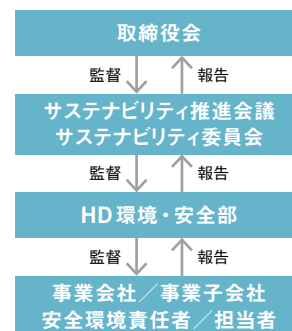 取締役会
監督 報告
サステナビリティ推進会議
サステナビリティ委員会
監督 報告
HD環境・安全部
監督 報告
事業会社／事業子会社
安全環境責任者／担当者